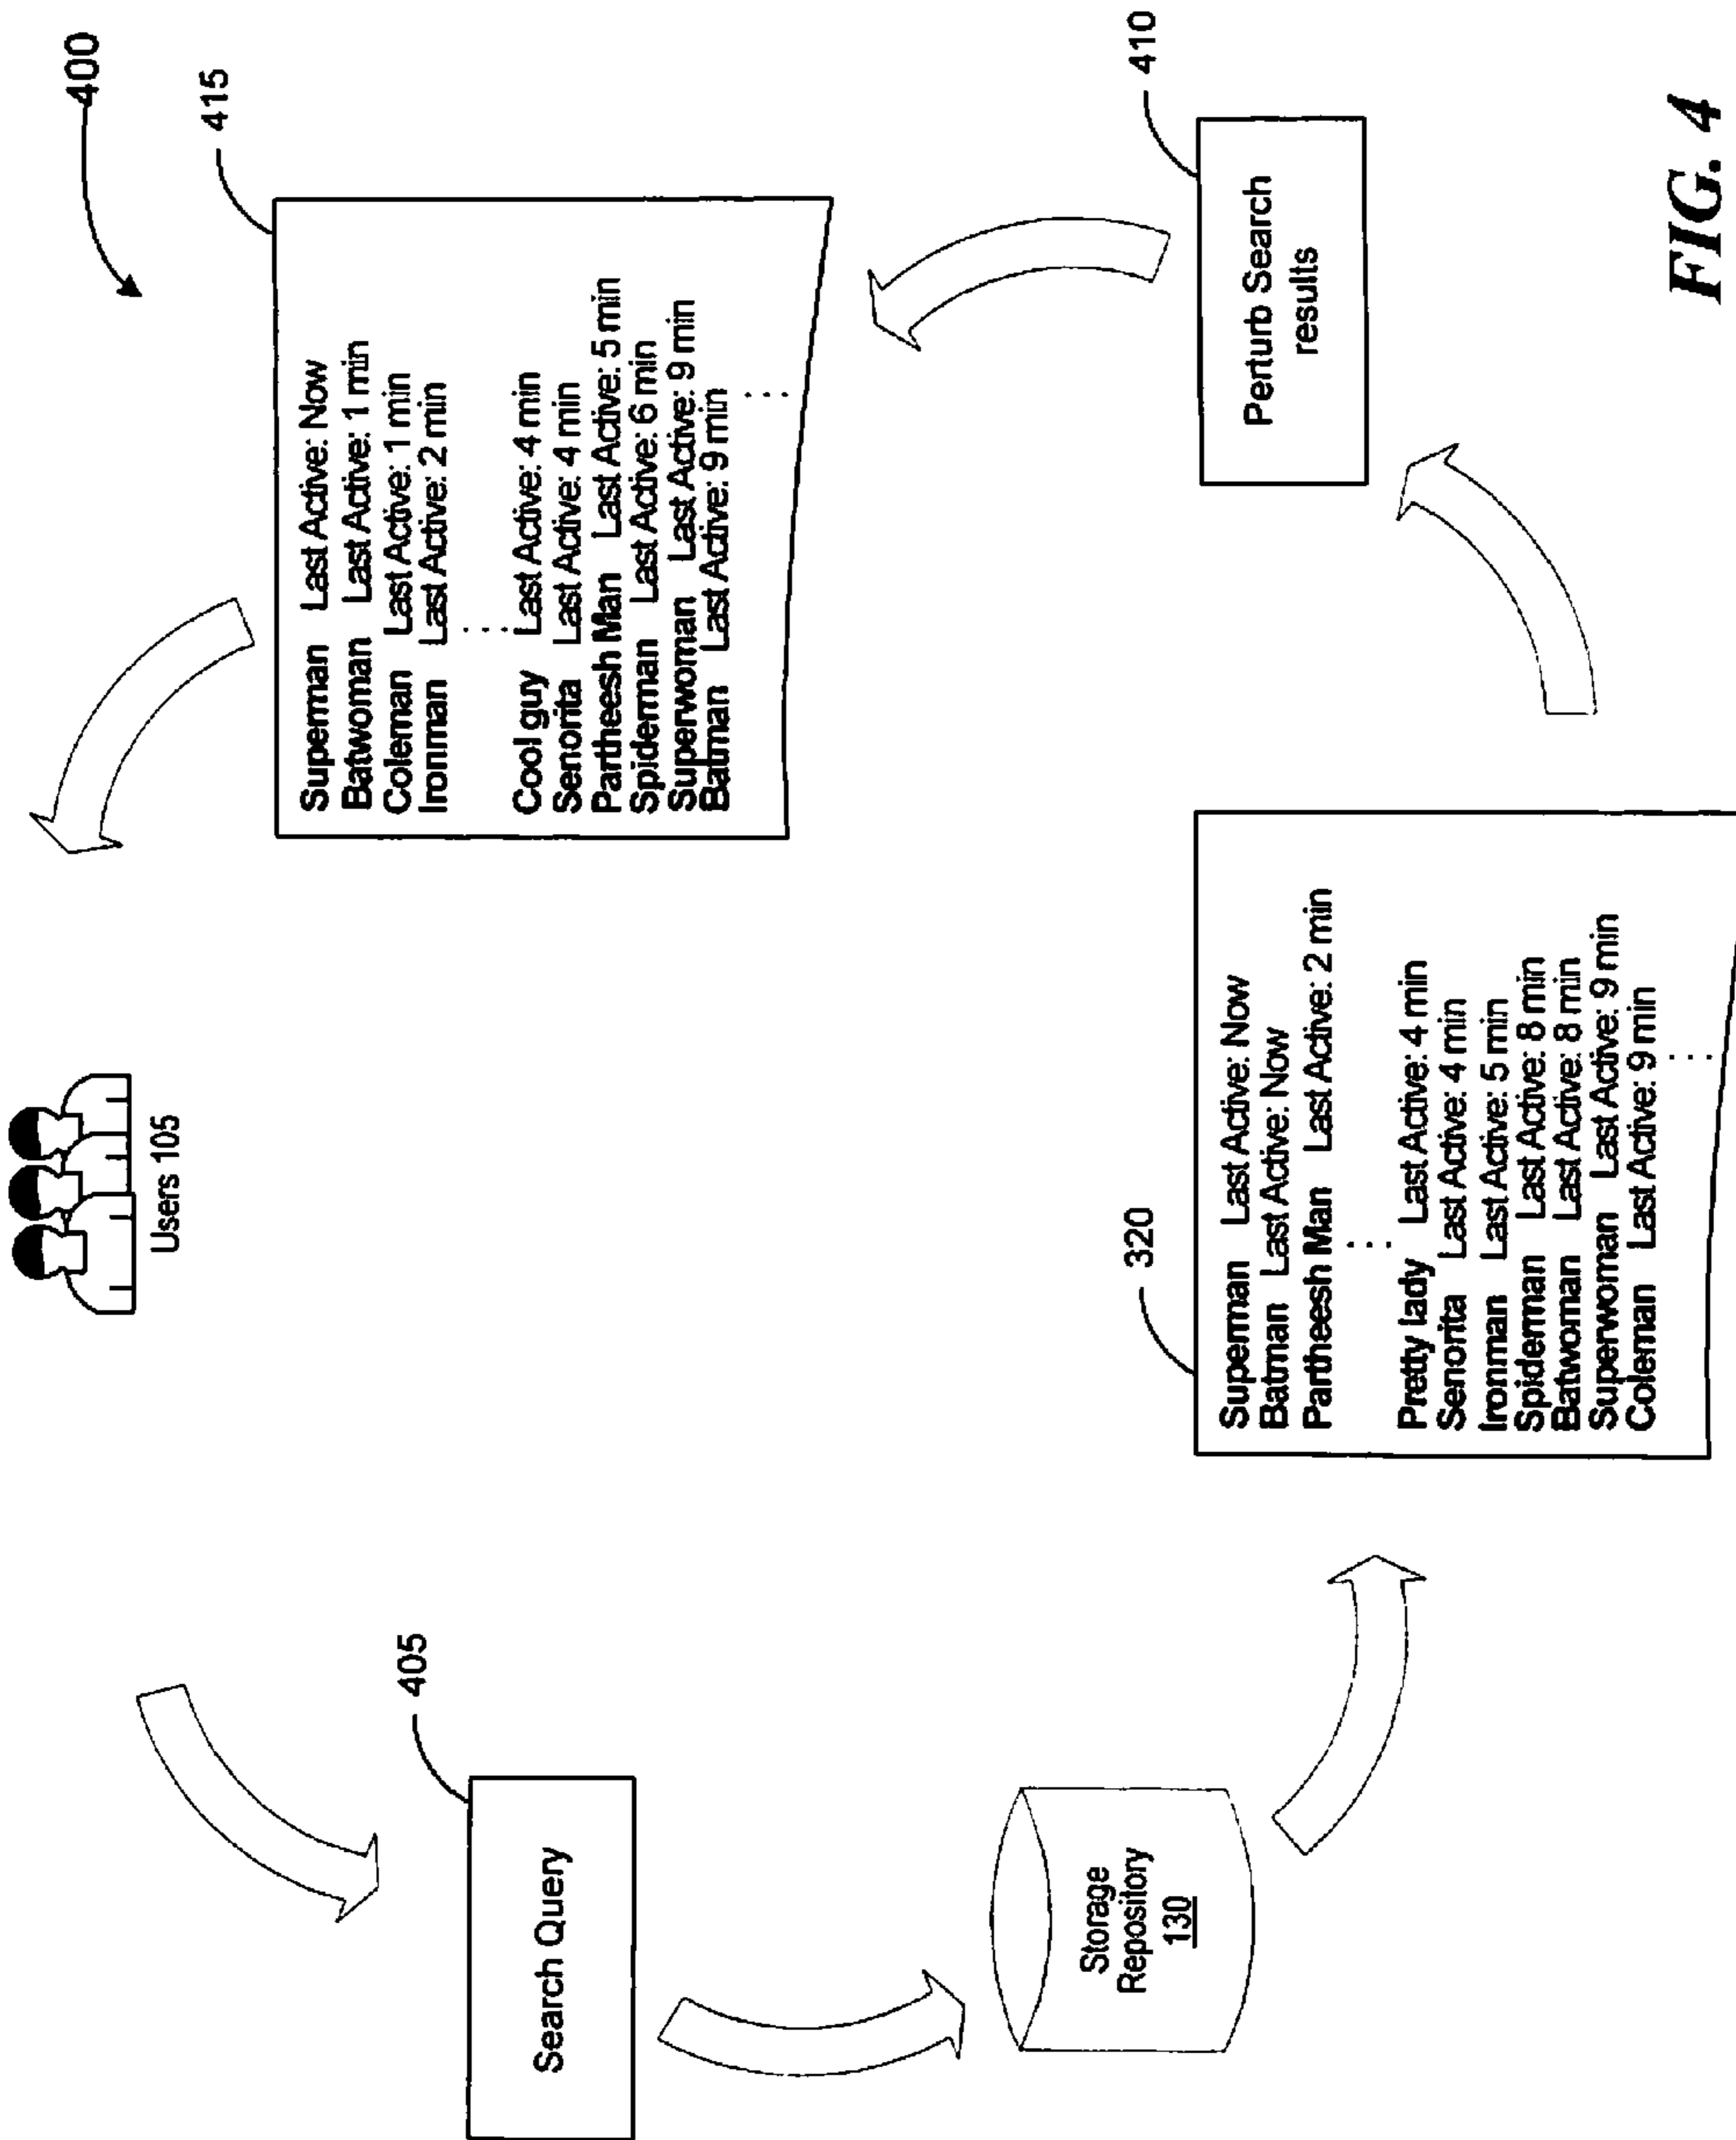 400
Users 105
405
Search Query
415
Superman Last Active: Now
Batwoman Last Active: 1 min
Coleman Last Active: 1 min
Ironman Last Active: 2 min
⋮
Cool guy Last Active: 4 min
Senorita Last Active: 4 min
Partheesh Man Last Active: 5 min
Spiderman Last Active: 6 min
Superwoman Last Active: 9 min
Batman Last Active: 9 min
⋮
Storage
Repository
130
320
Superman Last Active: Now
Batman Last Active: Now
Partheesh Man Last Active: 2 min
⋮
Pretty lady Last Active: 4 min
Senorita Last Active: 4 min
Ironman Last Active: 5 min
Spiderman Last Active: 8 min
Batwoman Last Active: 8 min
Superwoman Last Active: 9 min
Coleman Last Active: 9 min
⋮
410
Perturb Search
results
FIG. 4